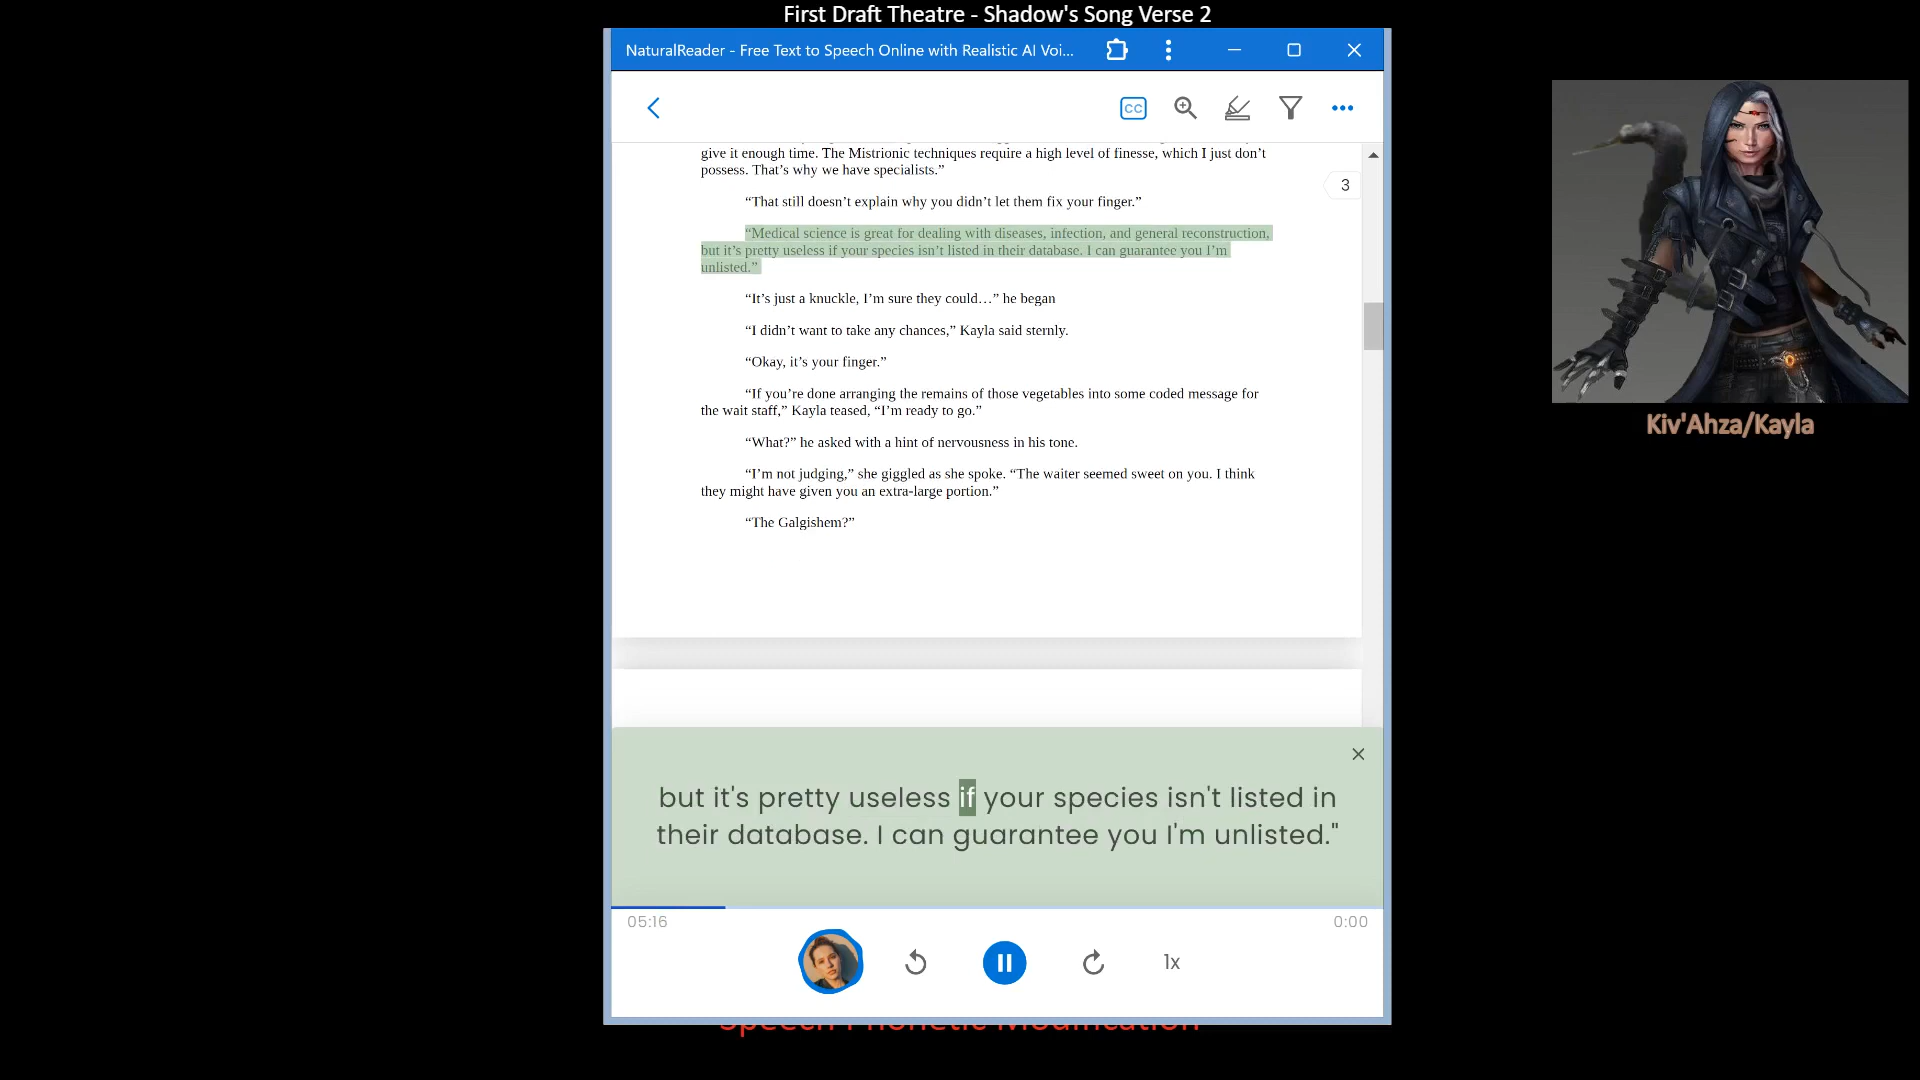 First Draft Theatre - Shadow's Song Verse 2
NaturalReader - Free Text to Speech Online with Realistic AI Voi...
CC
give it enough time. The Mistrionic techniques require a high level of finesse, which I just don’t
possess. That’s why we have specialists.”
3
“That still doesn’t explain why you didn’t let them fix your finger.”
“Medical science is great for dealing with diseases, infection, and general reconstruction,
but it’s pretty useless if your species isn’t listed in their database. I can guarantee you I’m
unlisted.”
“It’s just a knuckle, I’m sure they could…” he began
“I didn’t want to take any chances,” Kayla said sternly.
“Okay, it’s your finger.”
“If you’re done arranging the remains of those vegetables into some coded message for
the wait staff,” Kayla teased, “I’m ready to go.”
“What?” he asked with a hint of nervousness in his tone.
“I’m not judging,” she giggled as she spoke. “The waiter seemed sweet on you. I think
they might have given you an extra-large portion.”
“The Galgishem?”
Kiv'Ahza/Kayla
but it's pretty useless if your species isn't listed in
their database. I can guarantee you I'm unlisted."
05:16
0:00
1x
Speech Phonetic Modification